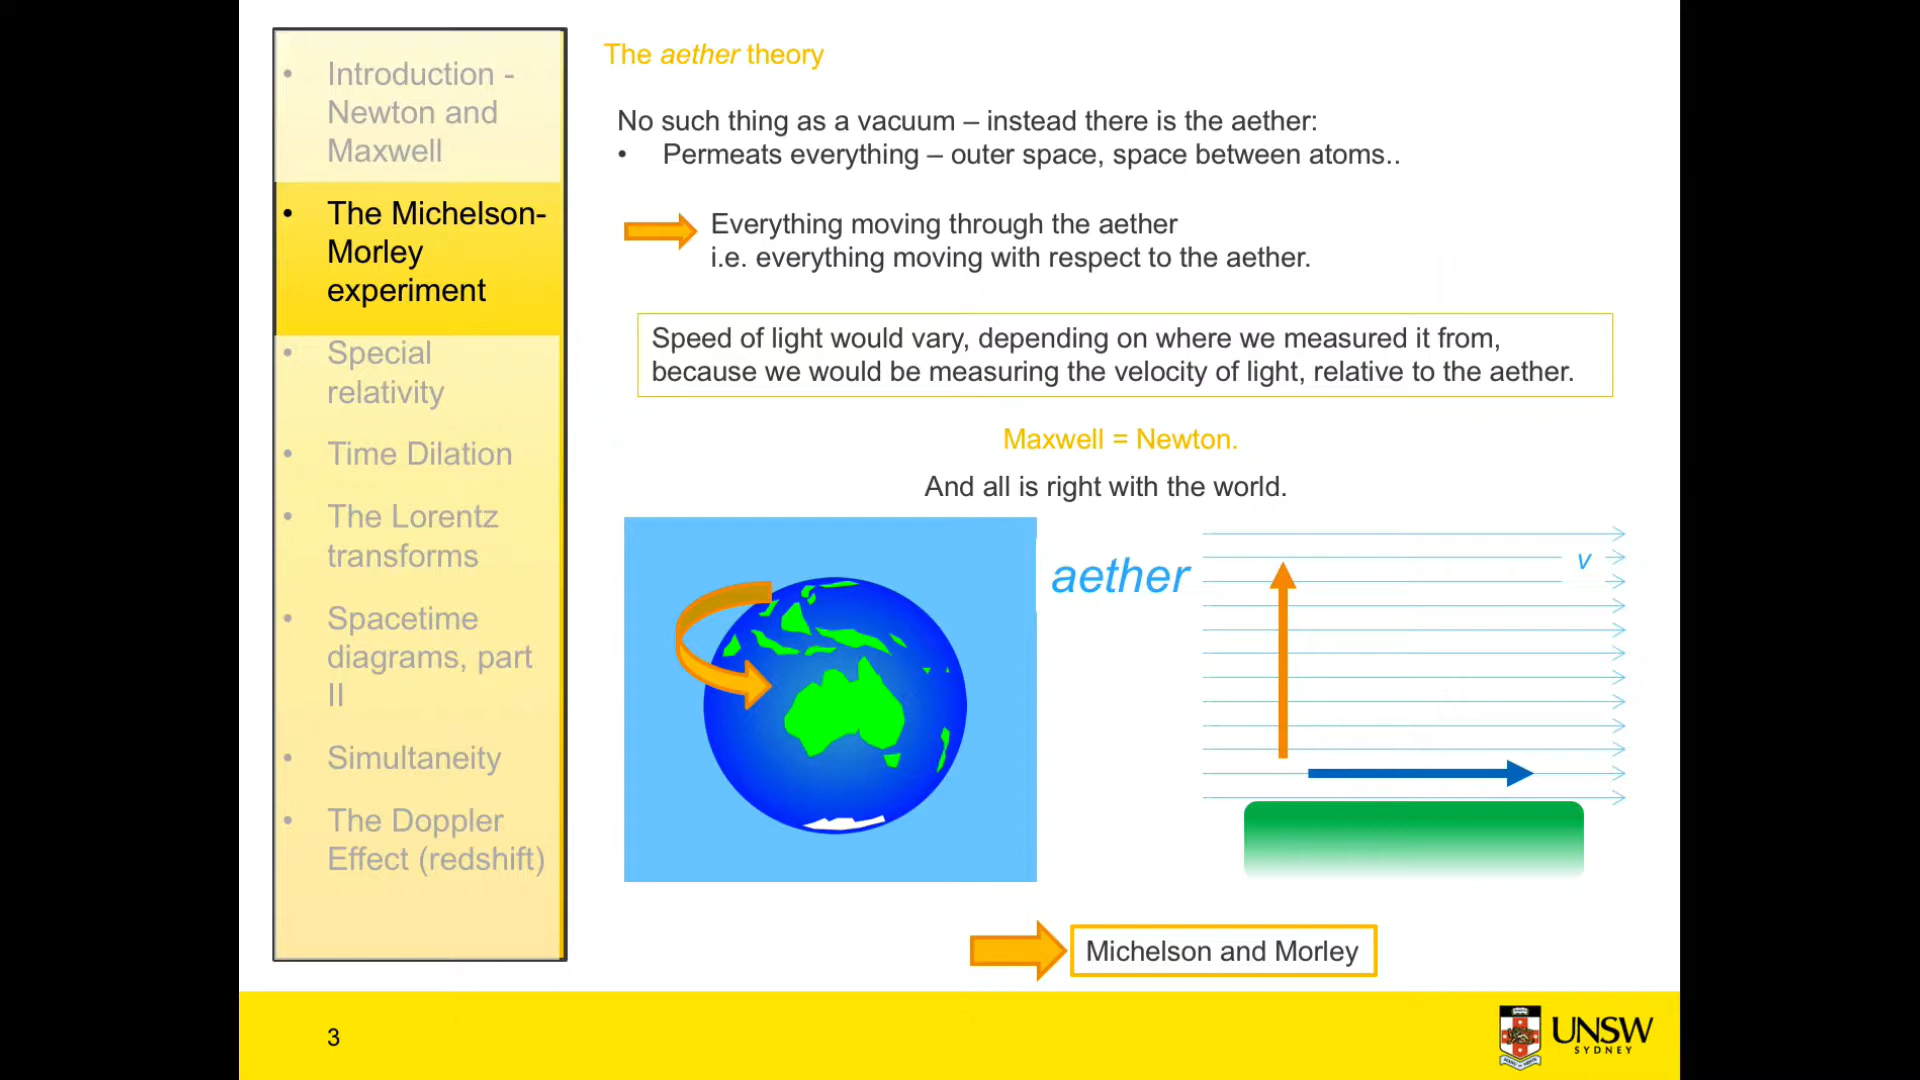 • Introduction -
Newton and
Maxwell
• The Michelson-
Morley
experiment
• Special
relativity
• Time Dilation
• The Lorentz
transforms
• Spacetime
diagrams, part
II
• Simultaneity
• The Doppler
Effect (redshift)
The aether theory
No such thing as a vacuum – instead there is the aether:
• Permeats everything – outer space, space between atoms..
Everything moving through the aether
i.e. everything moving with respect to the aether.
Speed of light would vary, depending on where we measured it from,
because we would be measuring the velocity of light, relative to the aether.
Maxwell = Newton.
And all is right with the world.
aether
v
Michelson and Morley
3
UNSW
SYDNEY